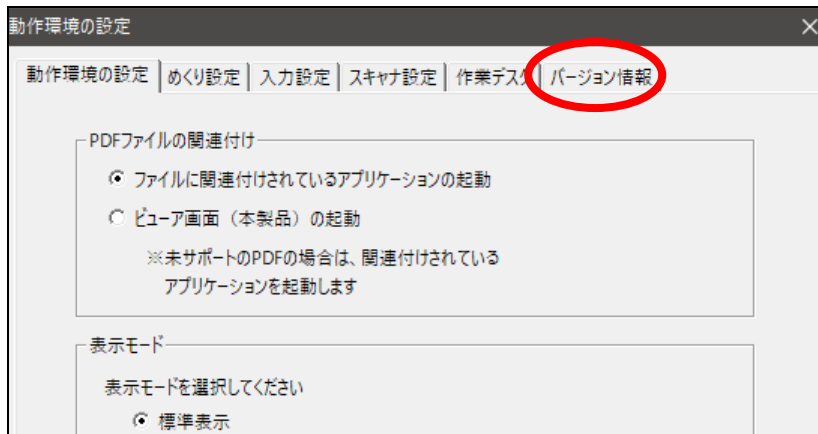 動作環境の設定
動作環境の設定 めくり設定 入力設定 スキャナ設定 作業デスク バージョン情報
PDFファイルの関連付け
ファイルに関連付けされているアプリケーションの起動
ビューア画面（本製品）の起動
※未サポートのPDFの場合は、関連付けされている
アプリケーションを起動します
表示モード
表示モードを選択してください
標準表示